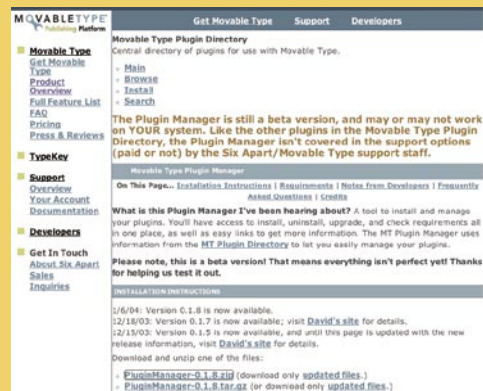 MOVABLETYPE
Publishing Platform
Get Movable Type Support Developers
Movable Type
Get Movable
Type
Product
Overview
Full Feature List
FAQ
Pricing
Press & Reviews
TypeKey
Support
Overview
Your Account
Documentation
Developers
Get In Touch
About Six Apart
Sales
Inquiries
Movable Type Plugin Directory
Central directory of plugins for use with Movable Type.
Main
Browse
Install
Search
The Plugin Manager is still a beta version, and may or may not work
on YOUR system. Like the other plugins in the Movable Type Plugin
Directory, the Plugin Manager isn't covered in the support options
(paid or not) by the Six Apart/Movable Type support staff.
Movable Type Plugin Manager
On This Page... Installation Instructions | Requirements | Notes from Developers | Frequently
Asked Questions | Credits
What is this Plugin Manager I've been hearing about? A tool to install and manage
your plugins. You'll have access to install, uninstall, upgrade, and check requirements all
in one place, as well as easy links to get more information. The MT Plugin Manager uses
information from the MT Plugin Directory to let you easily manage your plugins.
Please note, this is a beta version! That means everything isn't perfect yet! Thanks
for helping us test it out.
INSTALLATION INSTRUCTIONS
1/6/04: Version 0.1.8 is now available.
12/18/03: Version 0.1.7 is now available; visit David's site for details.
12/15/03: Version 0.1.5 is now available, and until this page is updated with the new
release information, visit David's site for details.
Download and unzip one of the files:
PluginManager-0.1.8.zip (download only updated files.)
PluginManager-0.1.8.tar.gz (or download only updated files.)